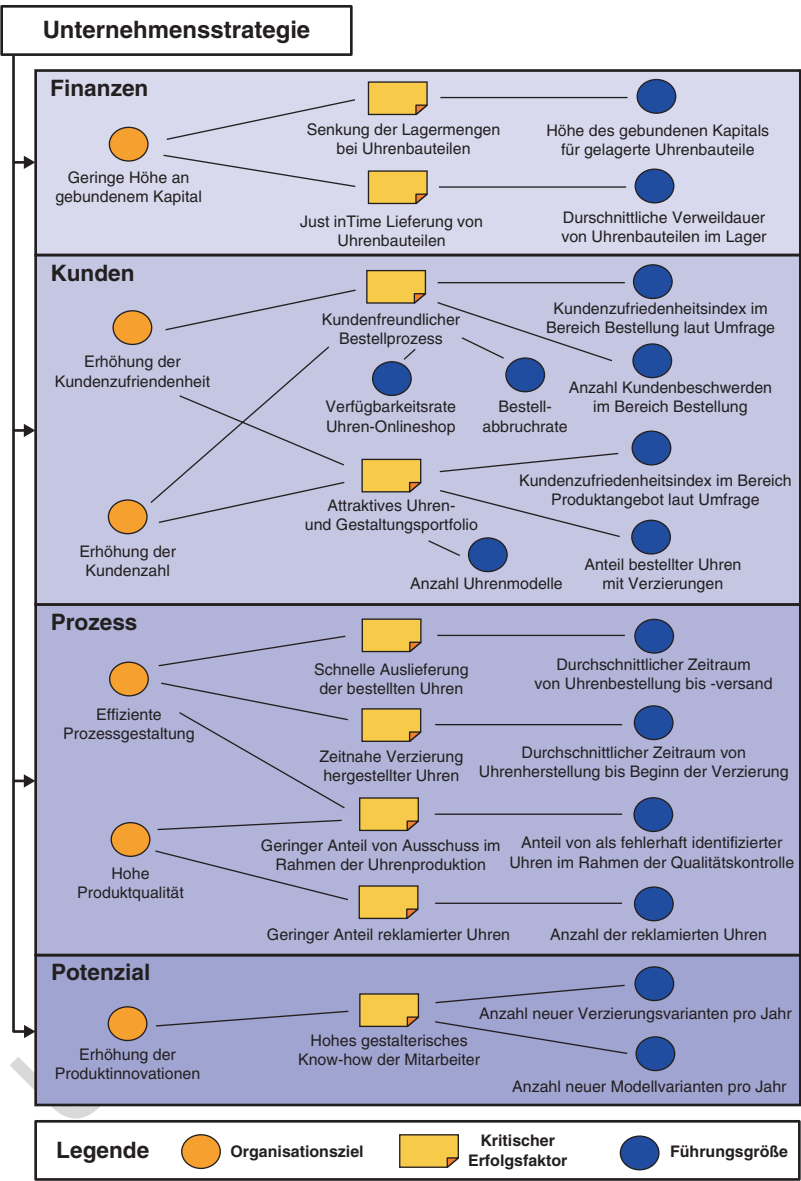 Unternehmensstrategie
Finanzen
Geringe Höhe an
gebundenem Kapital
Senkung der Lagermengen
bei Uhrenbauteilen
Höhe des gebundenen Kapitals
für gelagerte Uhrenbauteile
Just inTime Lieferung von
Uhrenbauteilen
Durschnittliche Verweildauer
von Uhrenbauteilen im Lager
Kunden
Erhöhung der
Kundenzufriendenheit
Kundenfreundlicher
Bestellprozess
Kundenzufriedenheitsindex im
Bereich Bestellung laut Umfrage
Anzahl Kundenbeschwerden
im Bereich Bestellung
Verfügbarkeitsrate
Uhren-Onlineshop
Bestell-
abbruchrate
Erhöhung der
Kundenzahl
Attraktives Uhren-
und Gestaltungsportfolio
Kundenzufriedenheitsindex im Bereich
Produktangebot laut Umfrage
Anteil bestellter Uhren
mit Verzierungen
Anzahl Uhrenmodelle
Prozess
Effiziente
Prozessgestaltung
Schnelle Auslieferung
der bestellten Uhren
Durchschnittlicher Zeitraum
von Uhrenbestellung bis -versand
Zeitnahe Verzierung
hergestellter Uhren
Durchschnittlicher Zeitraum von
Uhrenherstellung bis Beginn der Verzierung
Hohe
Produktqualität
Geringer Anteil von Ausschuss im
Rahmen der Uhrenproduktion
Anteil von als fehlerhaft identifizierter
Uhren im Rahmen der Qualitätskontrolle
Geringer Anteil reklamierter Uhren
Anzahl der reklamierten Uhren
Potenzial
Erhöhung der
Produktinnovationen
Hohes gestalterisches
Know-how der Mitarbeiter
Anzahl neuer Verzierungsvarianten pro Jahr
Anzahl neuer Modellvarianten pro Jahr
Legende
Organisationsziel
Kritischer
Erfolgsfaktor
Führungsgröße